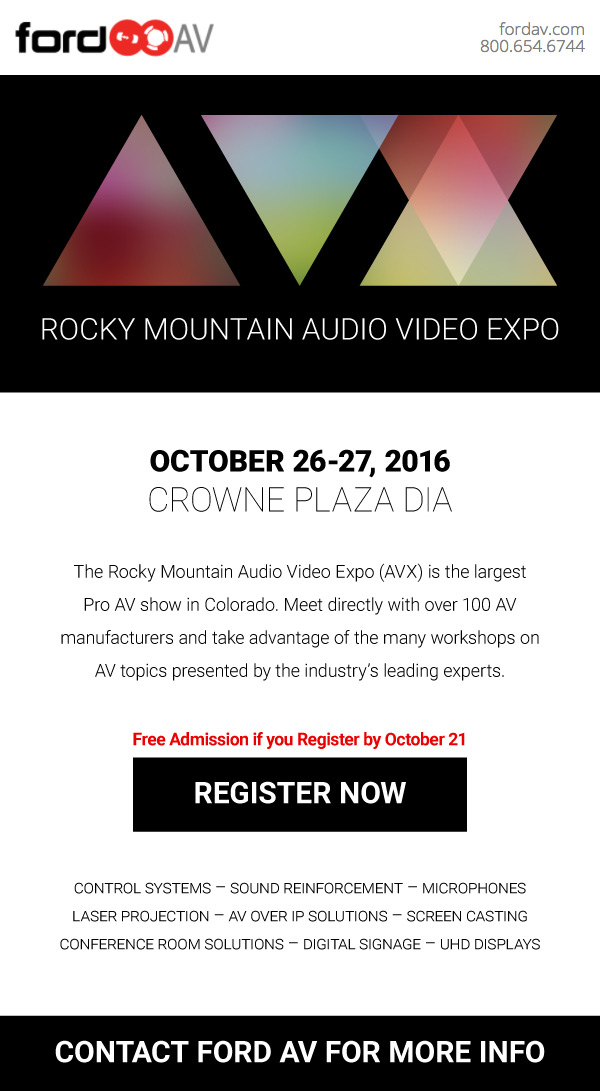 ford AV
fordav.com
800.654.6744
AVX
ROCKY MOUNTAIN AUDIO VIDEO EXPO
OCTOBER 26-27, 2016
CROWNE PLAZA DIA
The Rocky Mountain Audio Video Expo (AVX) is the largest
Pro AV show in Colorado. Meet directly with over 100 AV
manufacturers and take advantage of the many workshops on
AV topics presented by the industry’s leading experts.
Free Admission if you Register by October 21
REGISTER NOW
CONTROL SYSTEMS – SOUND REINFORCEMENT – MICROPHONES
LASER PROJECTION – AV OVER IP SOLUTIONS – SCREEN CASTING
CONFERENCE ROOM SOLUTIONS – DIGITAL SIGNAGE – UHD DISPLAYS
CONTACT FORD AV FOR MORE INFO